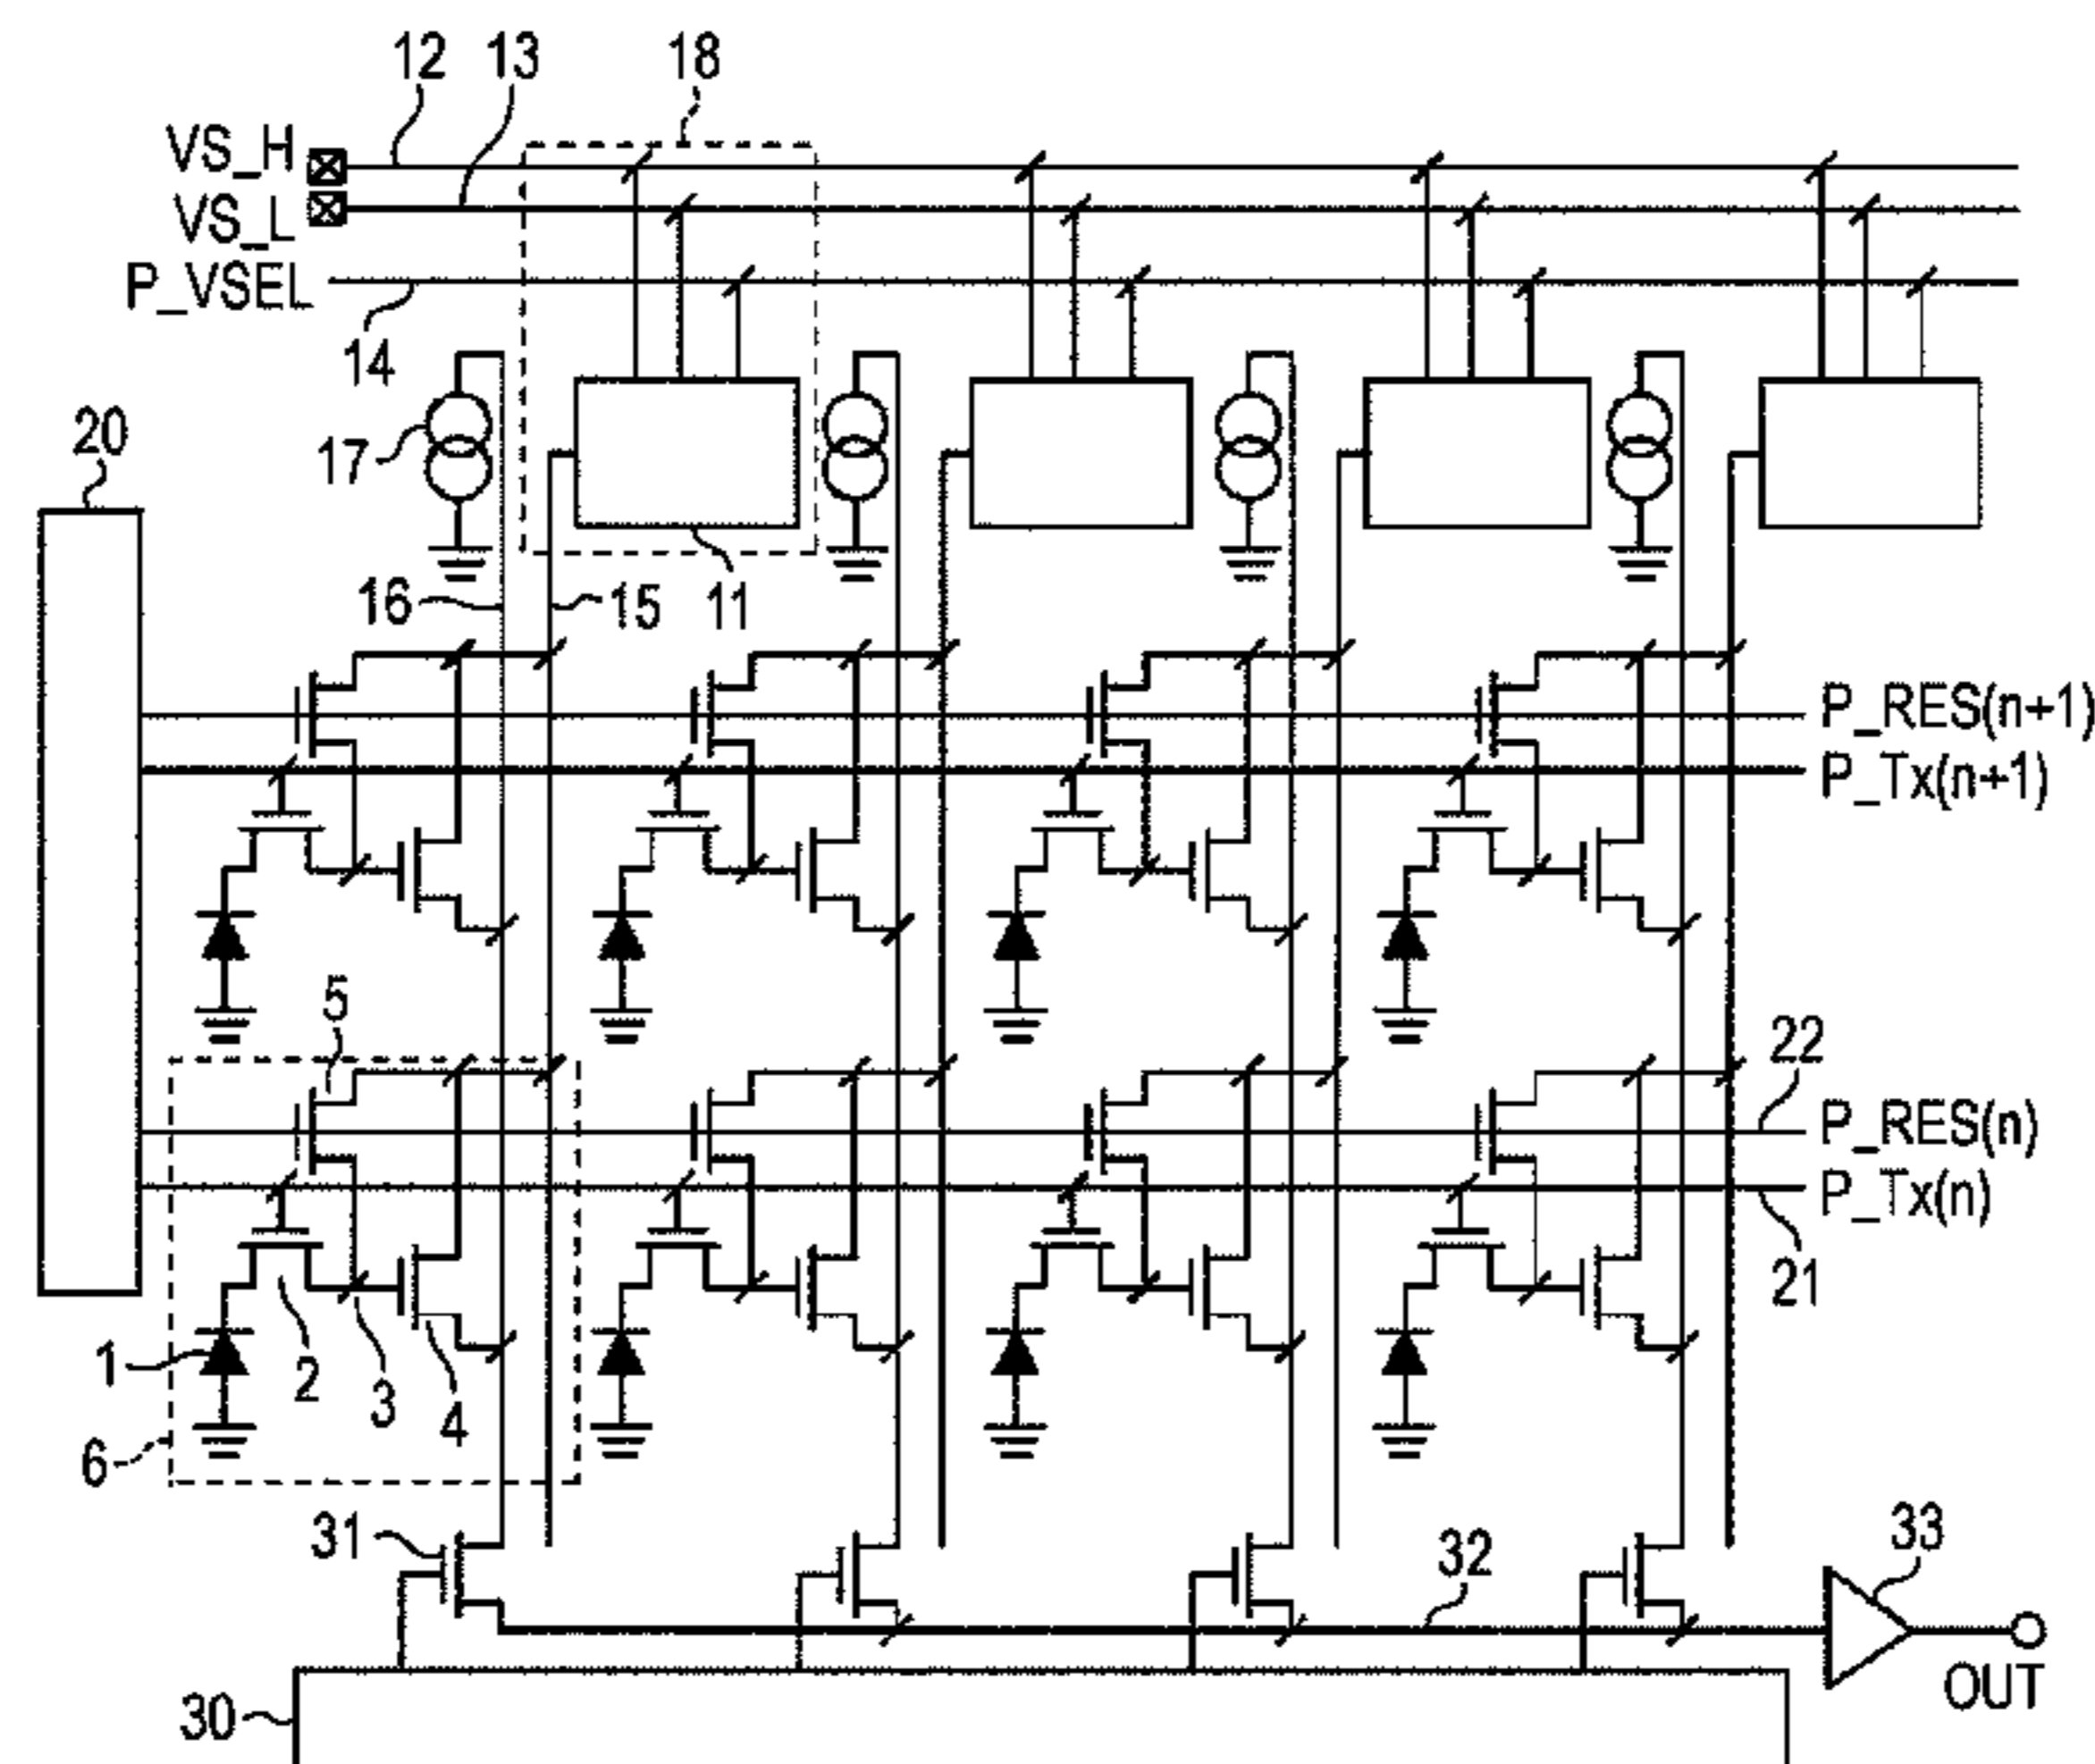 12 13 18
VS_H
VS_L
P_VSEL
14
20
17
16 15 11
P_RES(n+1)
P_Tx(n+1)
5
22
P_RES(n)
P_Tx(n)
21
1 2 3 4
6
31
32
33
30
OUT